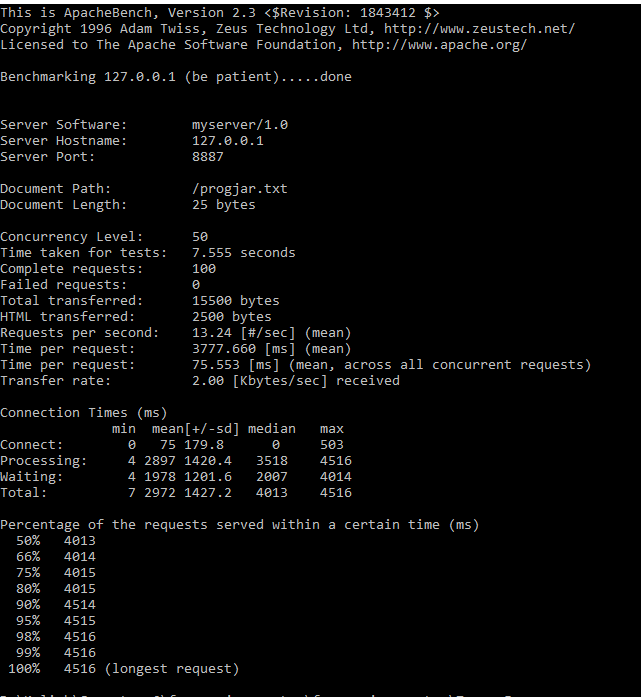 This is ApacheBench, Version 2.3 <$Revision: 1843412 $>
Copyright 1996 Adam Twiss, Zeus Technology Ltd, http://www.zeustech.net/
Licensed to The Apache Software Foundation, http://www.apache.org/
Benchmarking 127.0.0.1 (be patient).....done
Server Software:        myserver/1.0
Server Hostname:        127.0.0.1
Server Port:            8887
Document Path:          /progjar.txt
Document Length:        25 bytes
Concurrency Level:      50
Time taken for tests:   7.555 seconds
Complete requests:      100
Failed requests:        0
Total transferred:      15500 bytes
HTML transferred:       2500 bytes
Requests per second:    13.24 [#/sec] (mean)
Time per request:       3777.660 [ms] (mean)
Time per request:       75.553 [ms] (mean, across all concurrent requests)
Transfer rate:          2.00 [Kbytes/sec] received
Connection Times (ms)
              min  mean[+/-sd] median   max
Connect:        0   75 179.8      0     503
Processing:     4 2897 1420.4   3518    4516
Waiting:        4 1978 1201.6   2007    4014
Total:          7 2972 1427.2   4013    4516
Percentage of the requests served within a certain time (ms)
  50%   4013
  66%   4014
  75%   4015
  80%   4015
  90%   4514
  95%   4515
  98%   4516
  99%   4516
 100%   4516 (longest request)